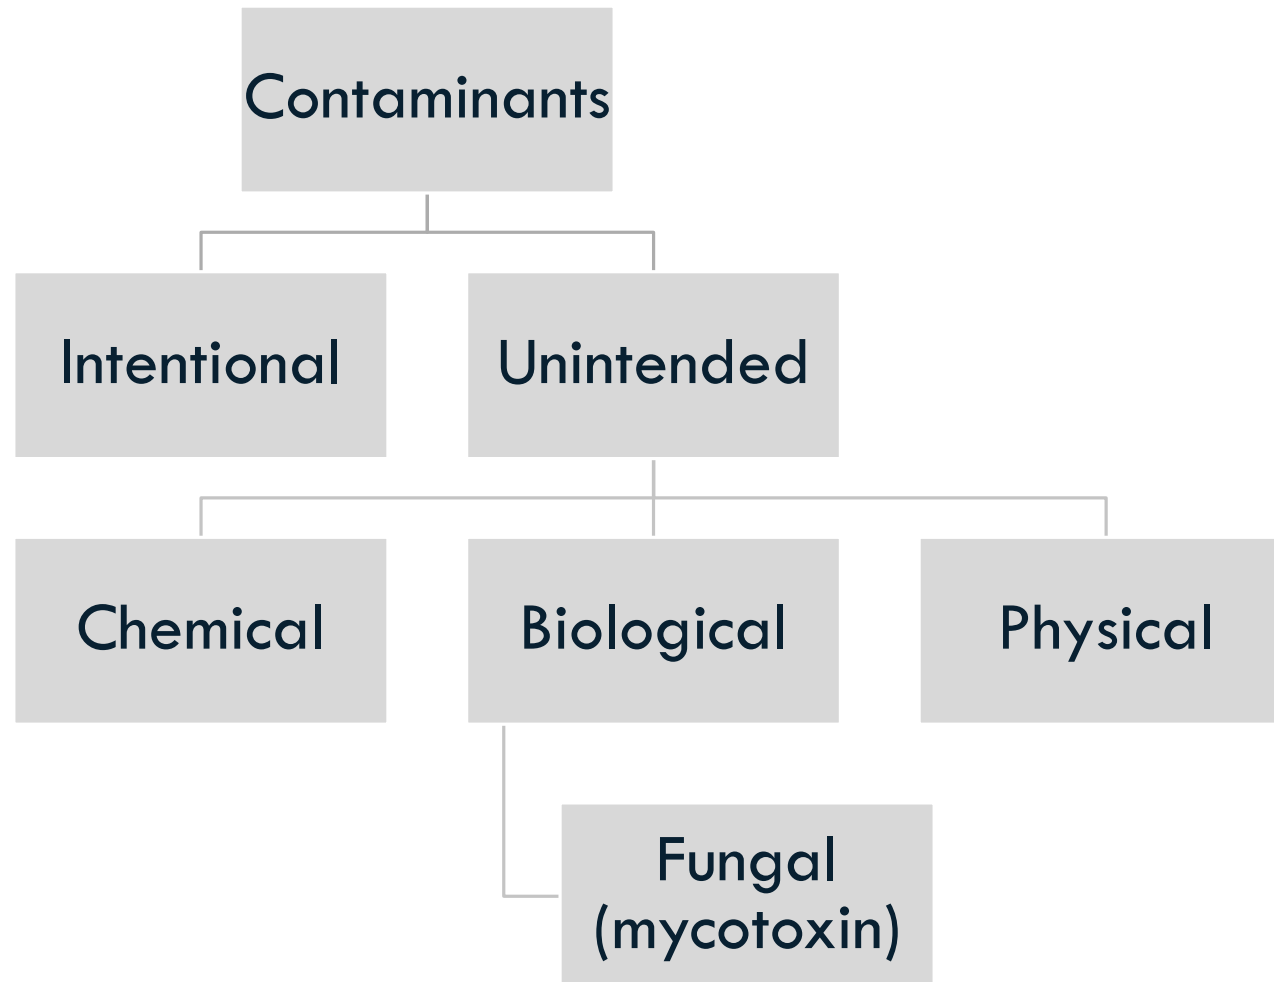 Contaminants
Intentional
Unintended
Chemical
Biological
Physical
Fungal
(mycotoxin)